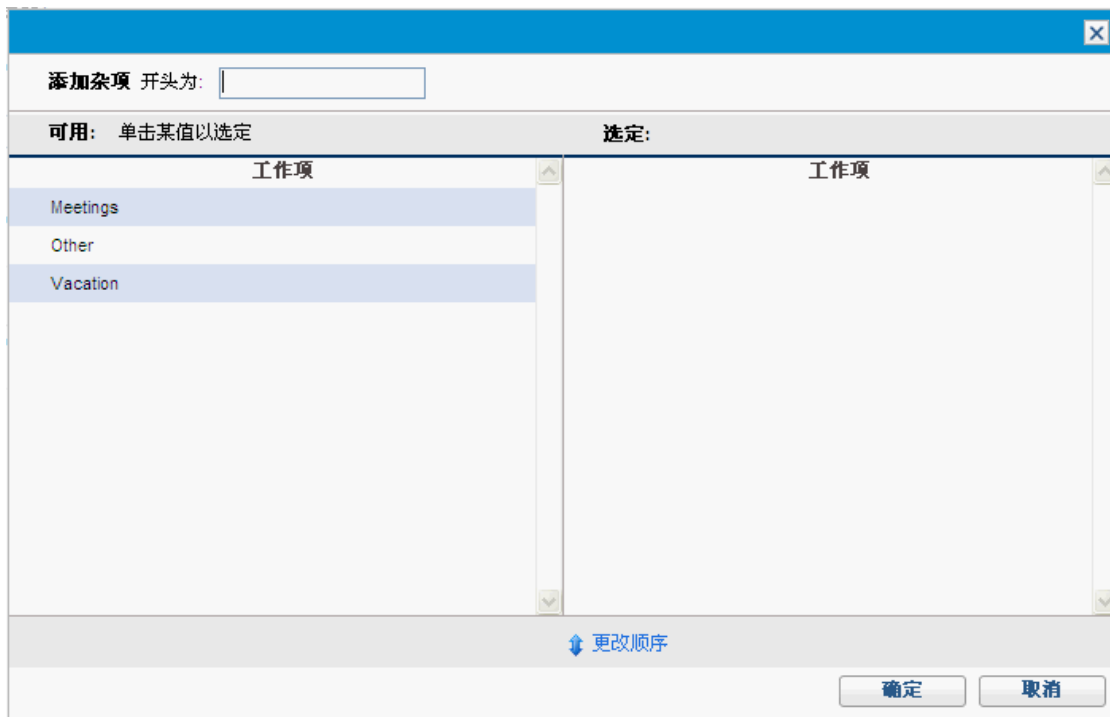 添加杂项 开头为:
可用: 单击某值以选定 选定:
工作项 工作项
Meetings
Other
Vacation
更改顺序
确定 取消